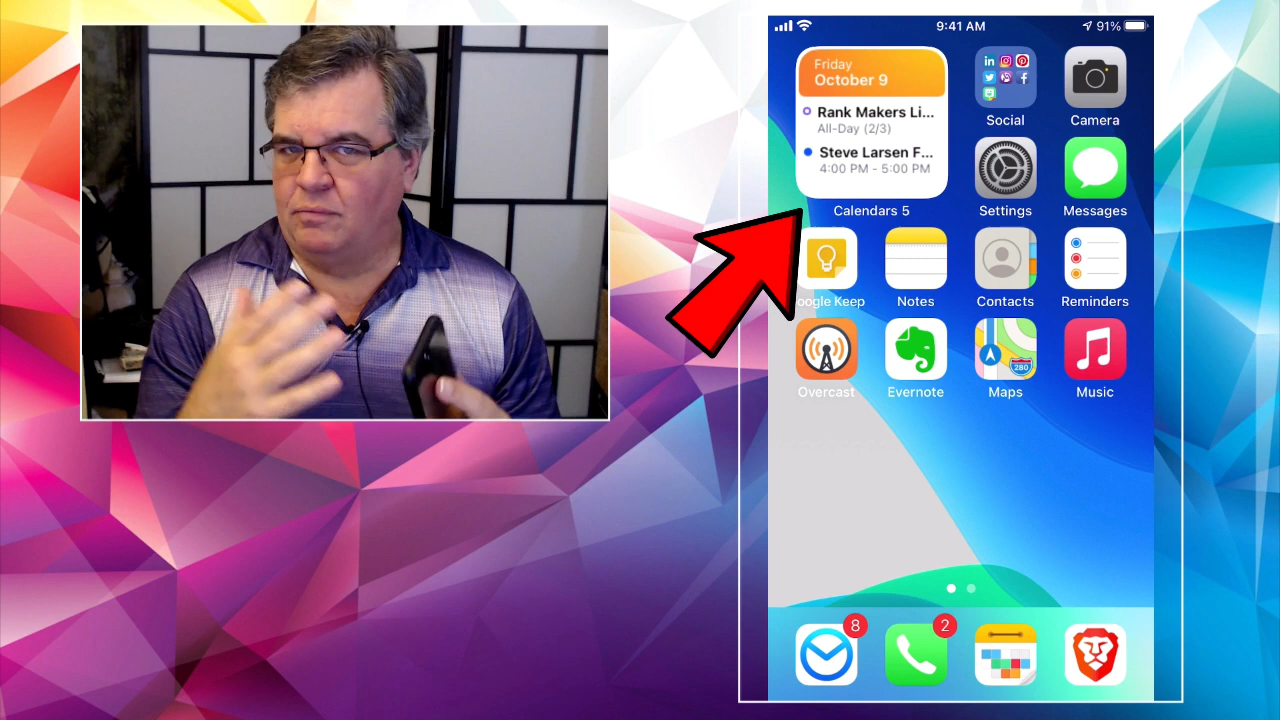 9:41 AM
91%
Friday
October 9
Rank Makers Li...
All-Day (2/3)
Steve Larsen F...
4:00 PM - 5:00 PM
Calendars 5
in
Social
Camera
Settings
Messages
oogle Keep
Notes
Contacts
Reminders
280
Overcast
Evernote
Maps
Music
8
2